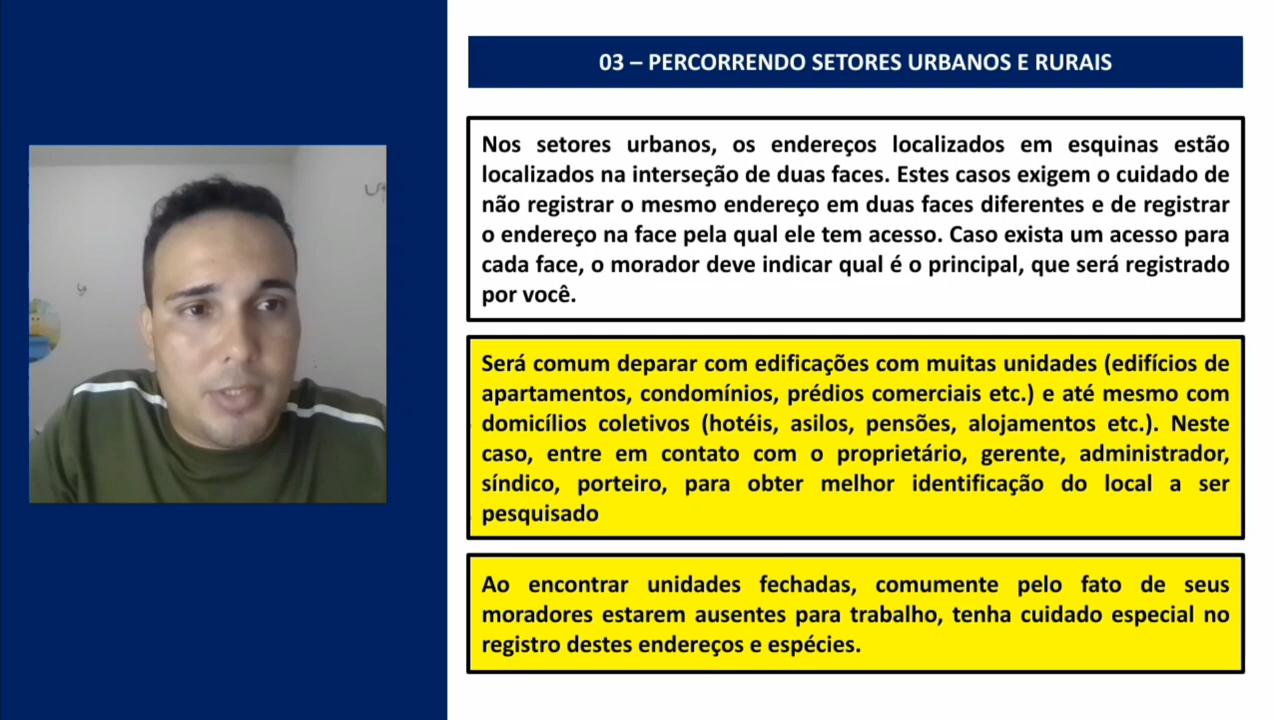 03 – PERCORRENDO SETORES URBANOS E RURAIS
Nos setores urbanos, os endereços localizados em esquinas estão
localizados na interseção de duas faces. Estes casos exigem o cuidado de
não registrar o mesmo endereço em duas faces diferentes e de registrar
o endereço na face pela qual ele tem acesso. Caso exista um acesso para
cada face, o morador deve indicar qual é o principal, que será registrado
por você.
Será comum deparar com edificações com muitas unidades (edifícios de
apartamentos, condomínios, prédios comerciais etc.) e até mesmo com
domicílios coletivos (hotéis, asilos, pensões, alojamentos etc.). Neste
caso, entre em contato com o proprietário, gerente, administrador,
síndico, porteiro, para obter melhor identificação do local a ser
pesquisado
Ao encontrar unidades fechadas, comumente pelo fato de seus
moradores estarem ausentes para trabalho, tenha cuidado especial no
registro destes endereços e espécies.